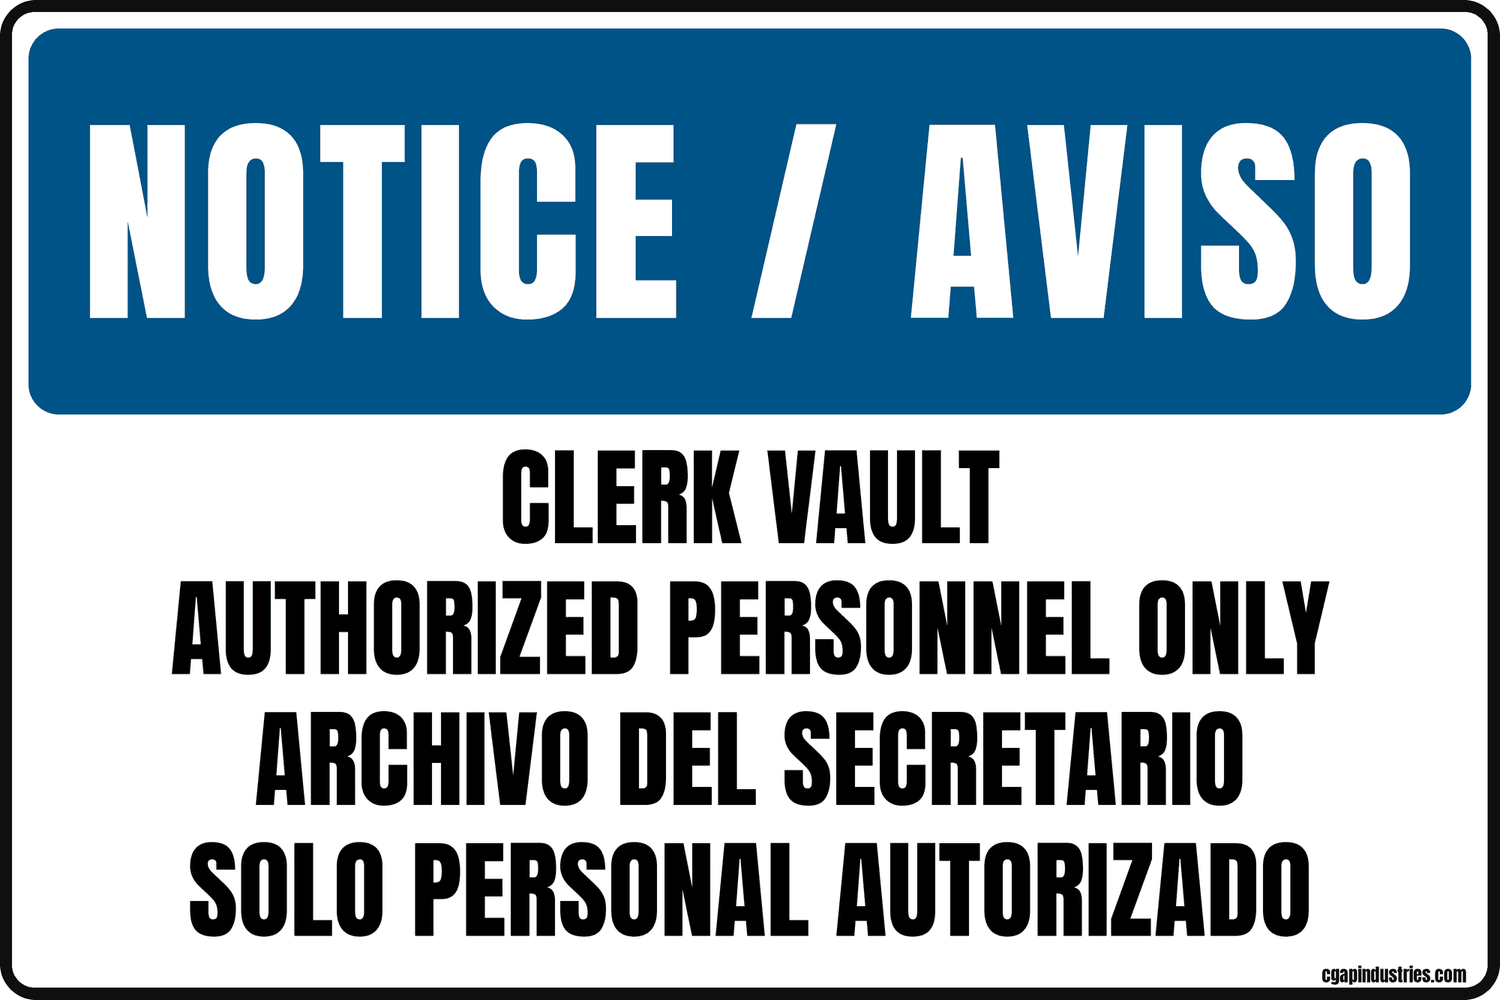 NOTICE / AVISO
CLERK VAULT
AUTHORIZED PERSONNEL ONLY
ARCHIVO DEL SECRETARIO
SOLO PERSONAL AUTORIZADO
cgapindustries.com